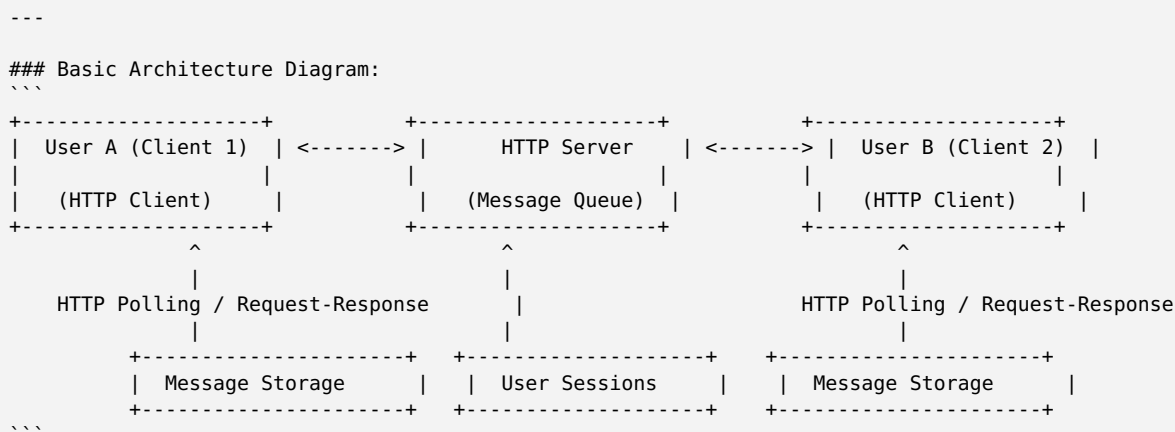 ---
### Basic Architecture Diagram:
```
+--------------------+           +--------------------+           +-------------------+
|  User A (Client 1)  | <-------> |      HTTP Server    | <-------> |  User B (Client 2)  |
|                    |           |                    |           |                    |
|   (HTTP Client)     |           |   (Message Queue)  |           |   (HTTP Client)     |
+--------------------+           +--------------------+           +-------------------+
               ^                         ^                                ^
               |                         |                                |
    HTTP Polling / Request-Response       |                       HTTP Polling / Request-Response
               |                         |                                |
          +---------------------+   +-------------------+     +---------------------+
          |  Message Storage      |   |  User Sessions     |    |  Message Storage      |
          +---------------------+   +-------------------+     +---------------------+
```